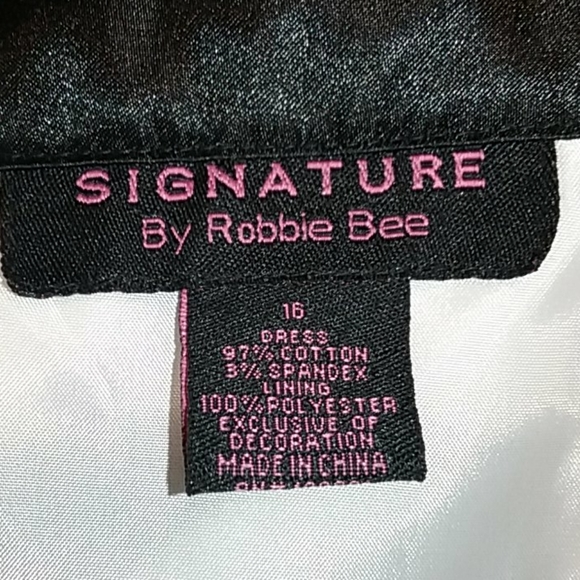 SIGNATURE
By Robbie Bee
16
DRESS
97% COTTON
3% SPANDEX
LINING
100% POLYESTER
EXCLUSIVE OF
DECORATION
MADE IN CHINA